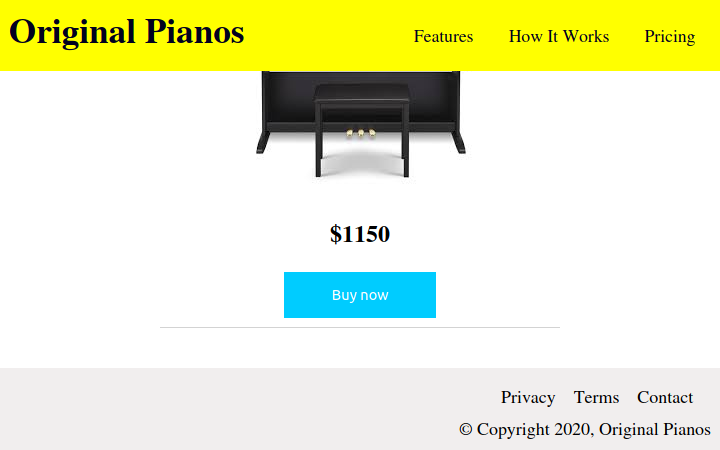 Original Pianos
Features How It Works Pricing
$1150
Buy now
Privacy Terms Contact
© Copyright 2020, Original Pianos